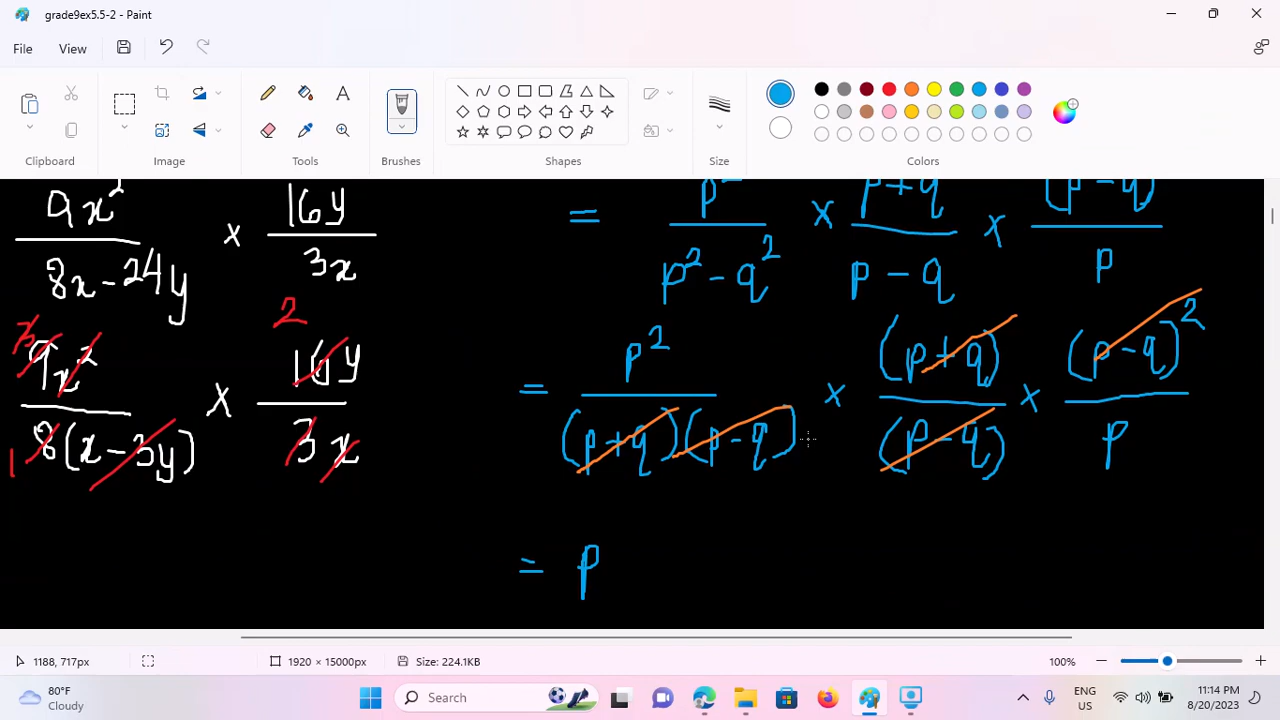 grade9ex5.5-2 - Paint
File View
Clipboard Image Tools Brushes Shapes Size Colors
A
9x² / (8x - 24y) × 16y / 3x
= p² / (p² - q²) × (p + q) / (p - q) × (p - q) / p
3 2
9x² / 8(x - 3y) × 16y / 3x
1
= p² / (p + q)(p - q) × (p + q) / (p - q) × (p - q)² / p
= p
1188, 717px 1920 × 15000px Size: 224.1KB 100%
80°F
Cloudy
Search
ENG
US
11:14 PM
8/20/2023